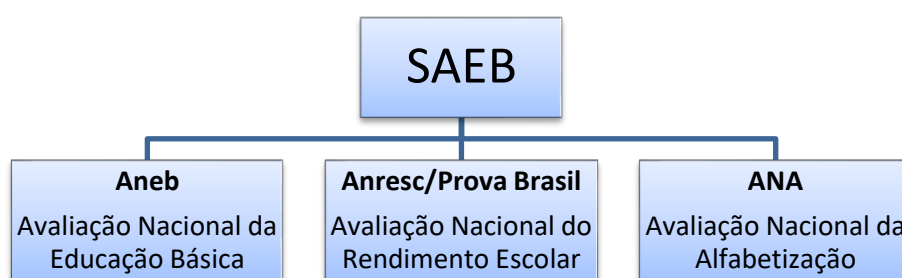 SAEB
Aneb
Avaliação Nacional da
Educação Básica
Anresc/Prova Brasil
Avaliação Nacional do
Rendimento Escolar
ANA
Avaliação Nacional da
Alfabetização